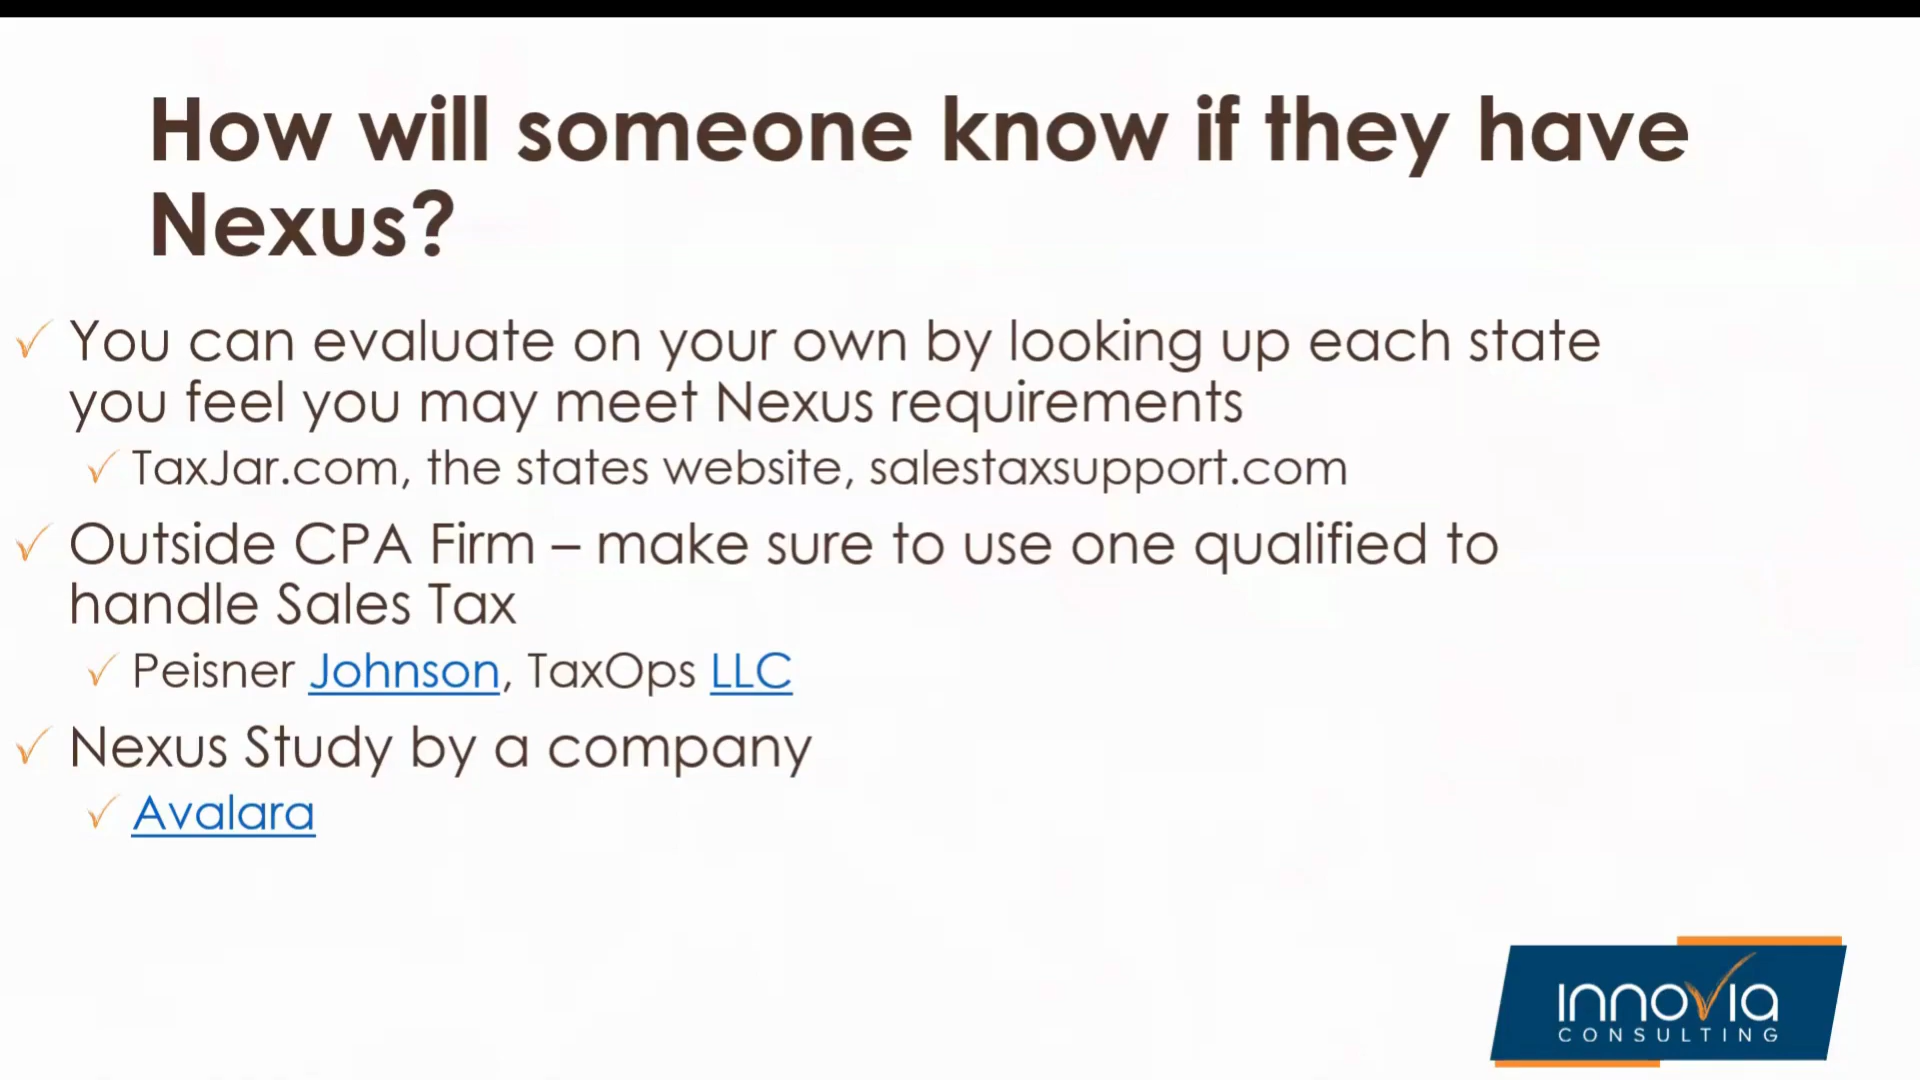 How will someone know if they have
Nexus?
You can evaluate on your own by looking up each state
you feel you may meet Nexus requirements
TaxJar.com, the states website, salestaxsupport.com
Outside CPA Firm – make sure to use one qualified to
handle Sales Tax
Peisner Johnson, TaxOps LLC
Nexus Study by a company
Avalara
innovia
CONSULTING